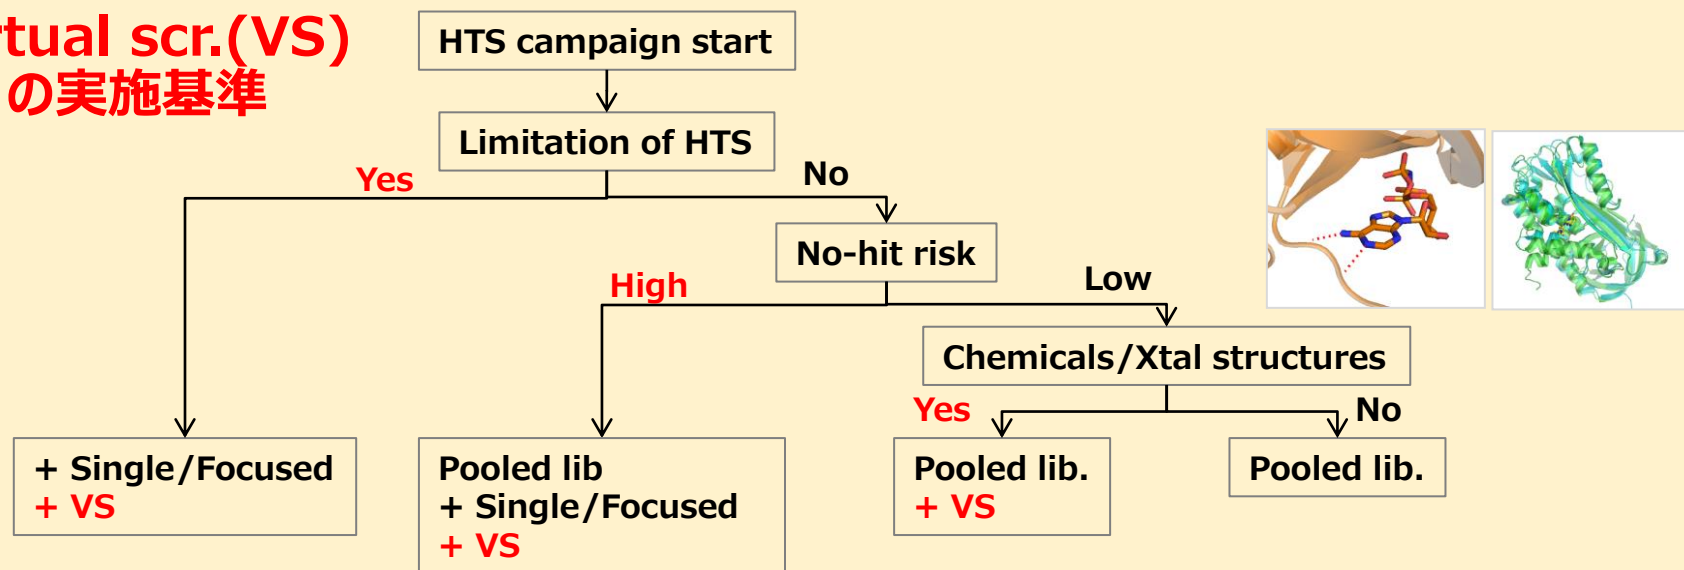 rtual scr.(VS)
の実施基準
HTS campaign start
Limitation of HTS
Yes
No
No-hit risk
High
Low
Chemicals/Xtal structures
Yes
No
+ Single/Focused
+ VS
Pooled lib
+ Single/Focused
+ VS
Pooled lib.
+ VS
Pooled lib.